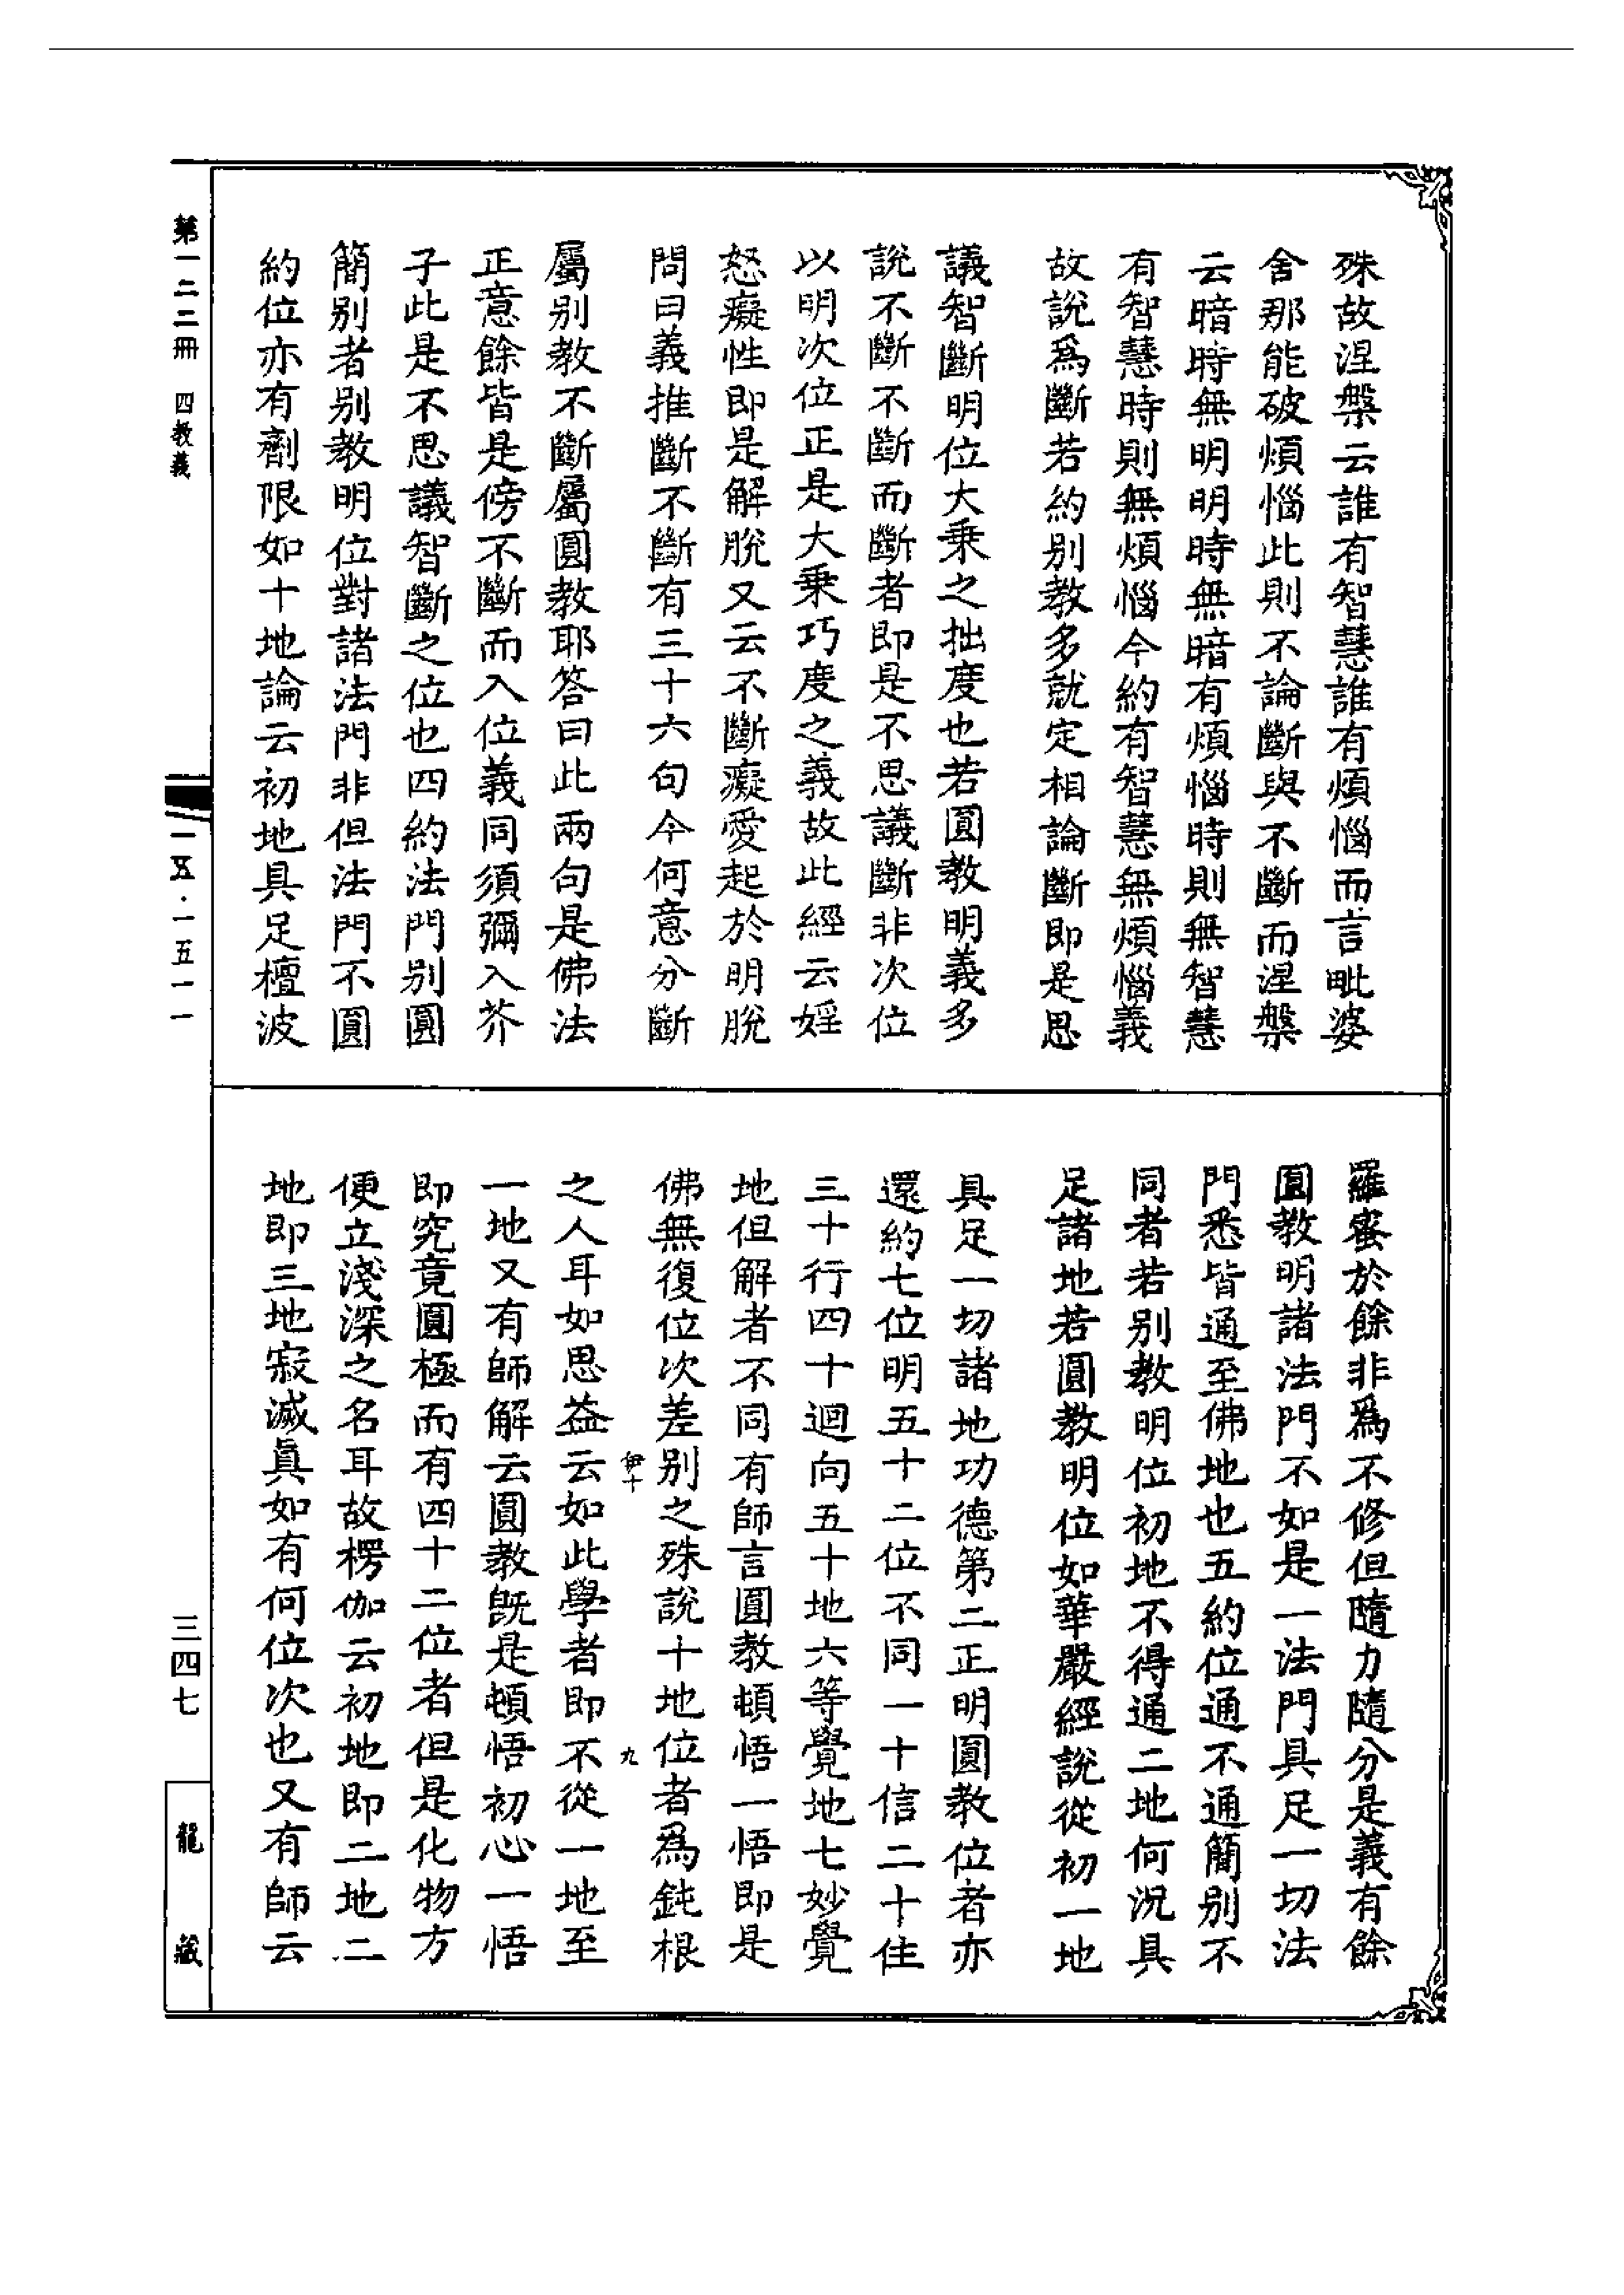 殊故涅槃云誰有智慧誰有煩惱而言毗婆
舍那能破煩惱此則不論斷與不斷而涅槃
云暗時無明明時無暗有煩惱時則無智慧
有智慧時則無煩惱今約有智慧無煩惱義
故說爲斷若約別教多就定相論斷即是思
議智斷明位大乗之拙度也若圓教明義多
說不斷不斷而斷者即是不思議斷非次位
以明次位正是大乗巧度之義故此經云婬
怒癡性即是解脫又云不斷癡愛起於明脫
問曰義推斷不斷有三十六句今何意分斷
屬別教不斷屬圓教耶答曰此兩句是佛法
正意餘皆是傍不斷而入位義同須彌入芥
子此是不思議智斷之位也四約法門別圓
簡別者別教明位對諸法門非但法門不圓
約位亦有劑限如十地論云初地具足檀波
羅蜜於餘非爲不修但隨力隨分是義有餘
圓教明諸法門不如是一法門具足一切法
門悉皆通至佛地也五約位通不通簡別不
同者若別教明位初地不得通二地何況具
足諸地若圓教明位如華嚴經說從初一地
具足一切諸地功德第二正明圓教位者亦
還約七位明五十二位不同一十信二十住
三十行四十迴向五十地六等覺地七妙覺
地但解者不同有師言圓教頓悟一悟即是
佛無復位次差別之殊說十地位者爲鈍根
伊十
九
之人耳如思益云如此學者即不從一地至
一地又有師解云圓教旣是頓悟初心一悟
即究竟圓極而有四十二位者但是化物方
便立淺深之名耳故楞伽云初地即二地二
地即三地寂滅眞如有何位次也又有師云
第一二二冊
四教義
一五·一五一一
三四七
龍藏